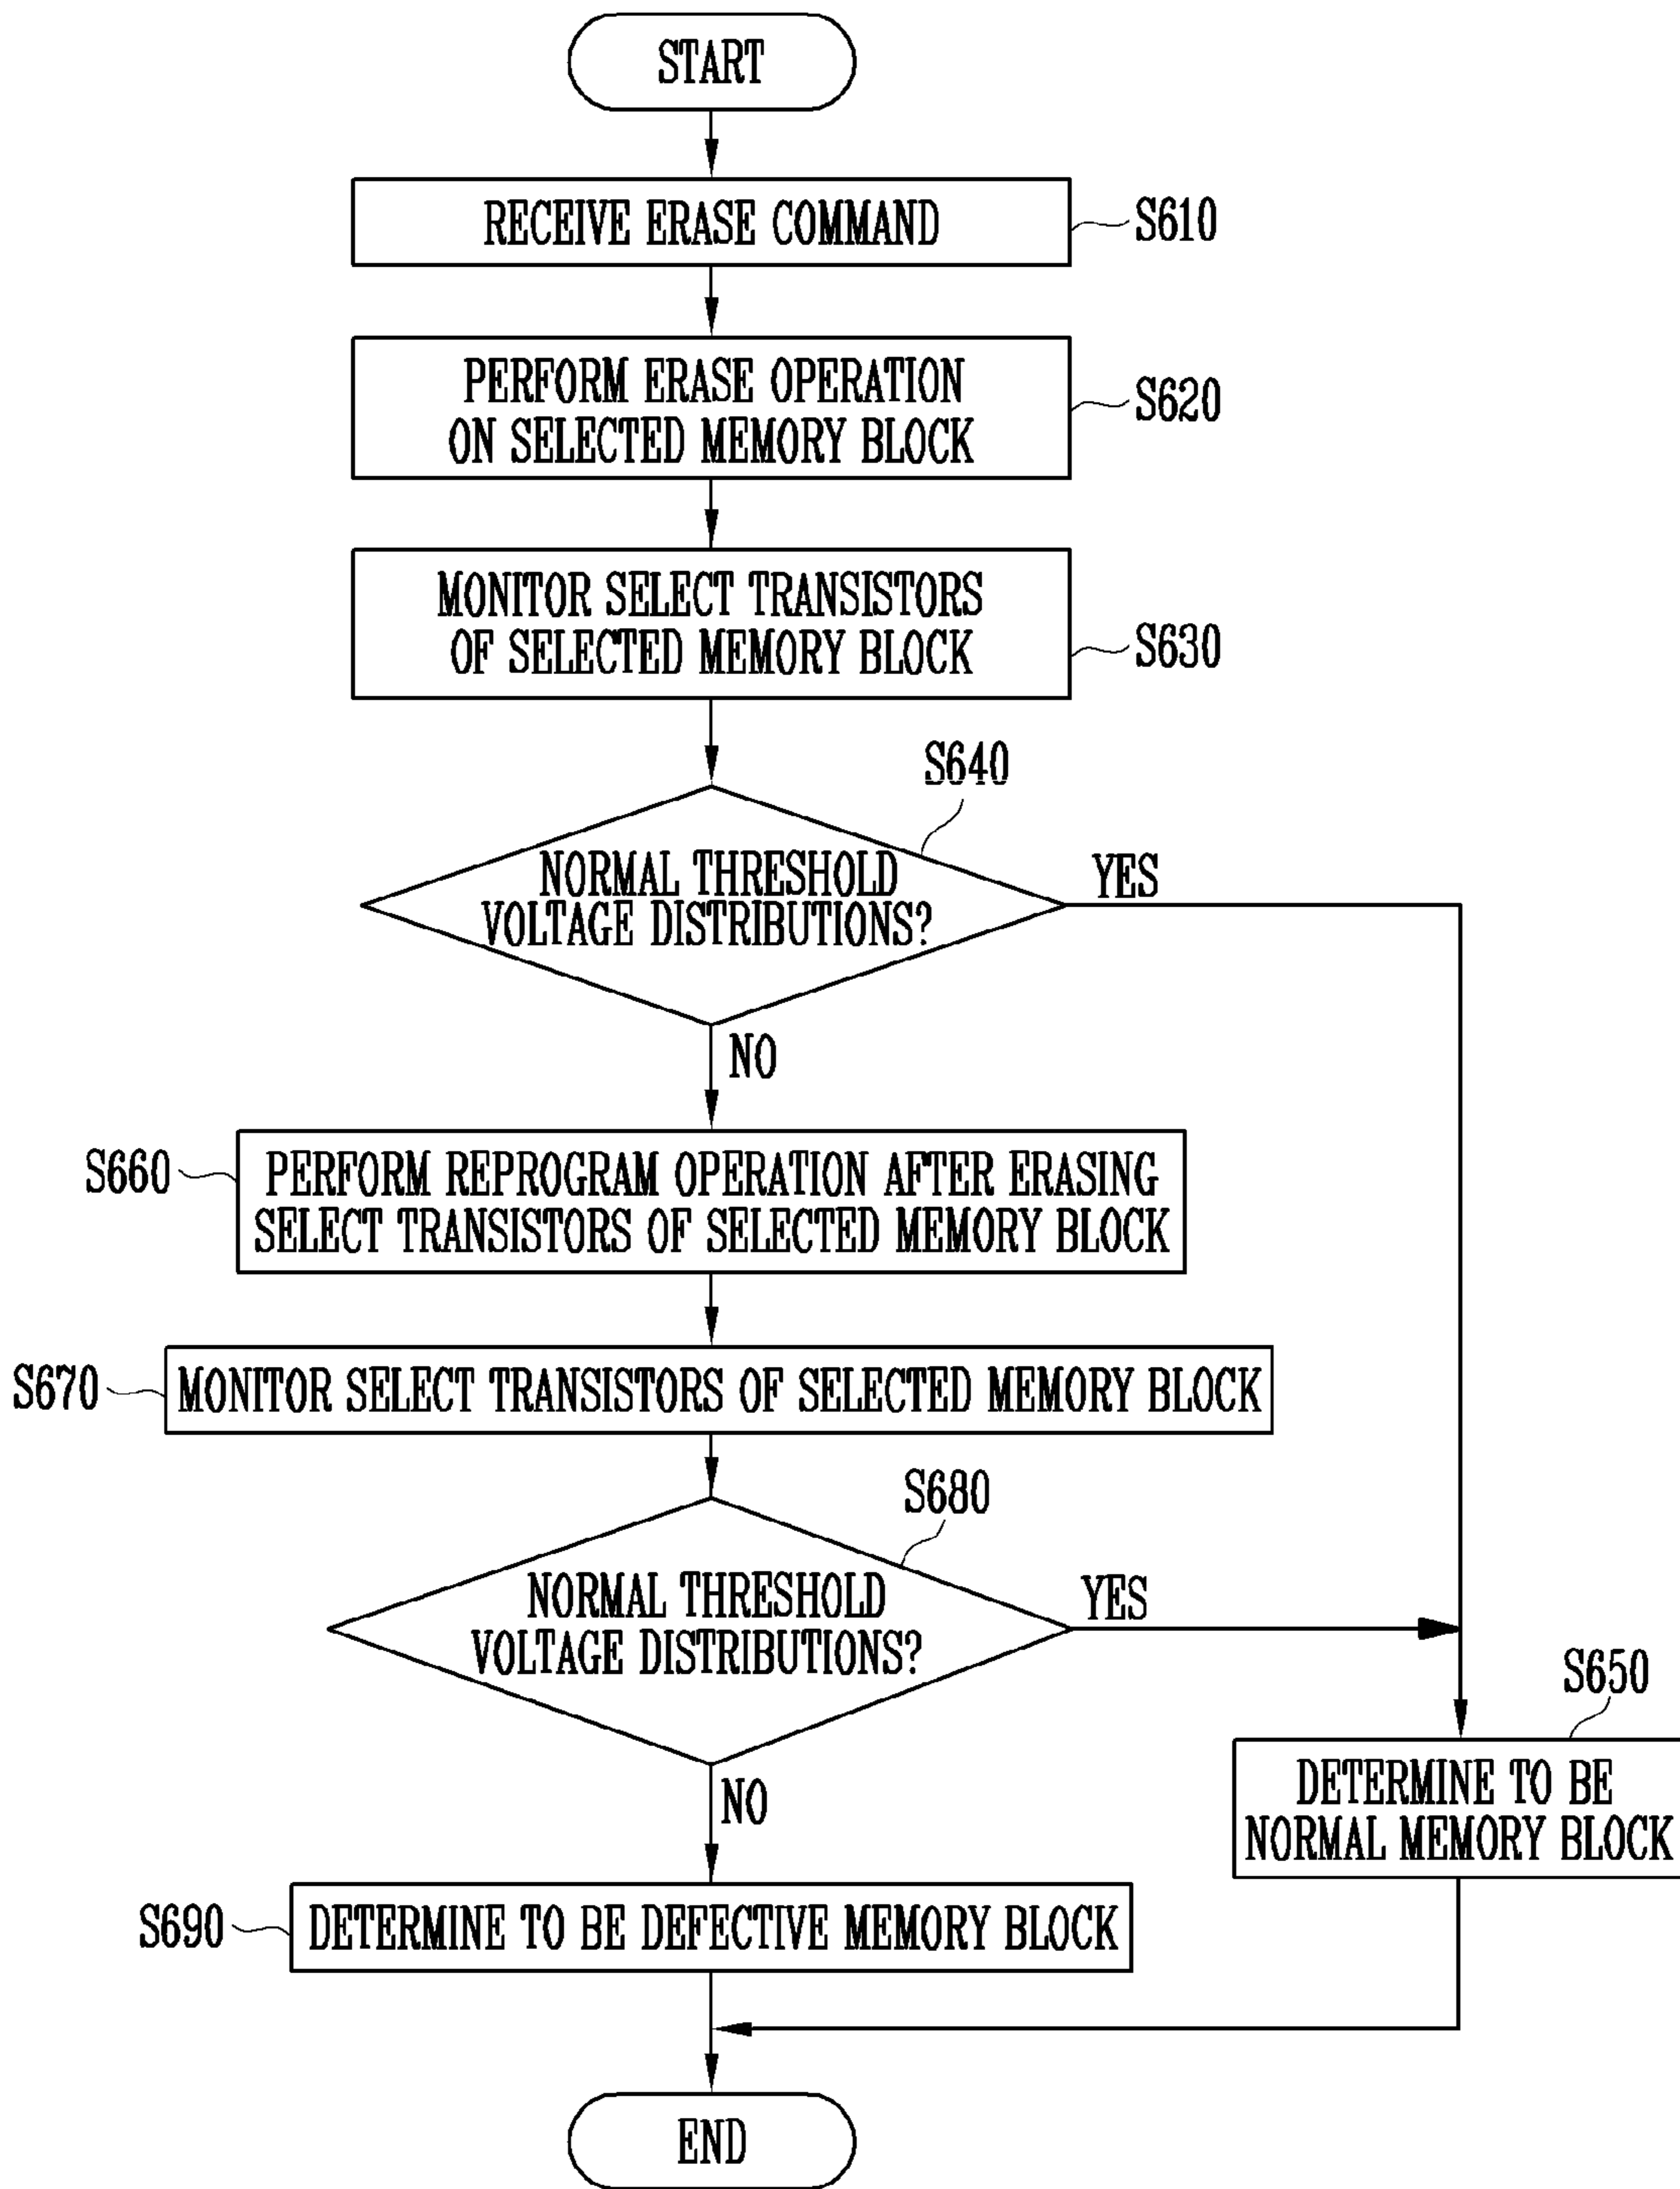 START
RECEIVE ERASE COMMAND
S610
PERFORM ERASE OPERATION
ON SELECTED MEMORY BLOCK
S620
MONITOR SELECT TRANSISTORS
OF SELECTED MEMORY BLOCK
S630
S640
NORMAL THRESHOLD
VOLTAGE DISTRIBUTIONS?
YES
NO
S660
PERFORM REPROGRAM OPERATION AFTER ERASING
SELECT TRANSISTORS OF SELECTED MEMORY BLOCK
S670
MONITOR SELECT TRANSISTORS OF SELECTED MEMORY BLOCK
S680
NORMAL THRESHOLD
VOLTAGE DISTRIBUTIONS?
YES
NO
S650
DETERMINE TO BE
NORMAL MEMORY BLOCK
S690
DETERMINE TO BE DEFECTIVE MEMORY BLOCK
END